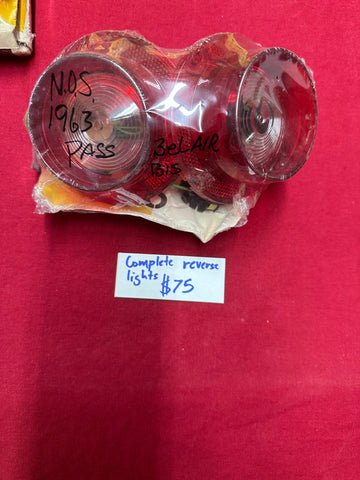 N.O.S.
1963
PASS
BEL AIR
BIS
Complete reverse
lights $75